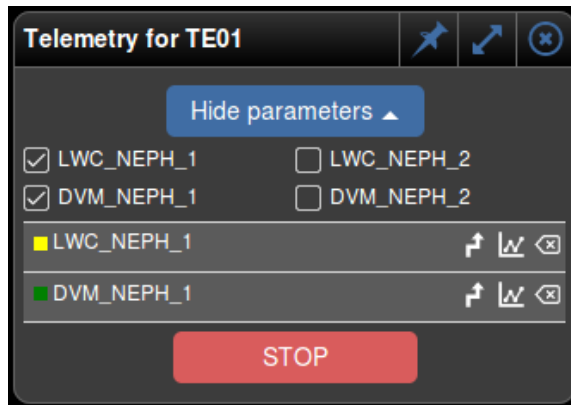 Telemetry for TE01
Hide parameters
LWC_NEPH_1 LWC_NEPH_2
DVM_NEPH_1 DVM_NEPH_2
LWC_NEPH_1
DVM_NEPH_1
STOP